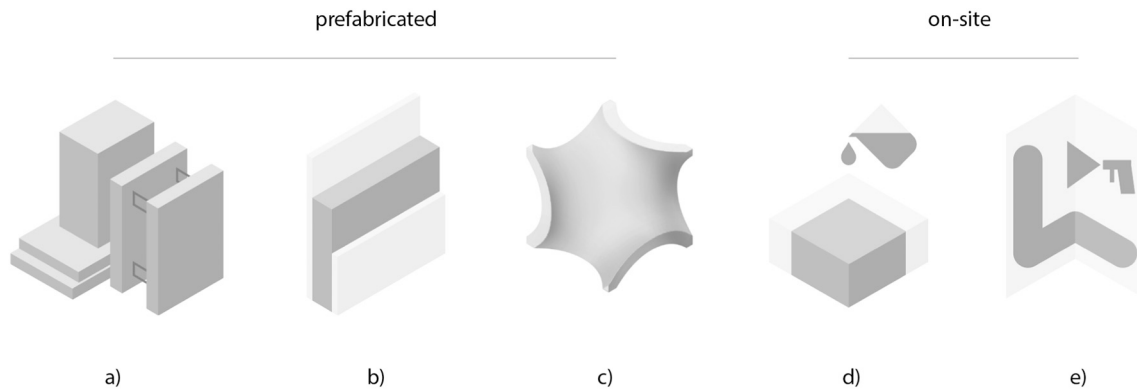 prefabricated
on-site
a)
b)
c)
d)
e)